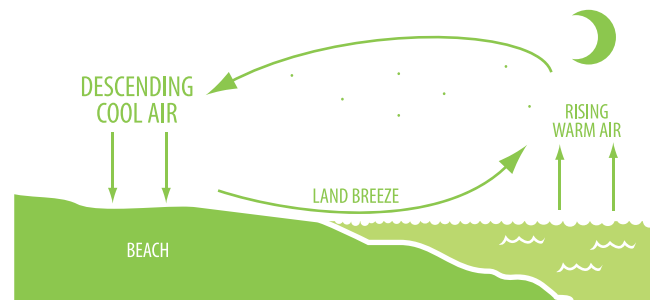 DESCENDING
COOL AIR
RISING
WARM AIR
LAND BREEZE
BEACH